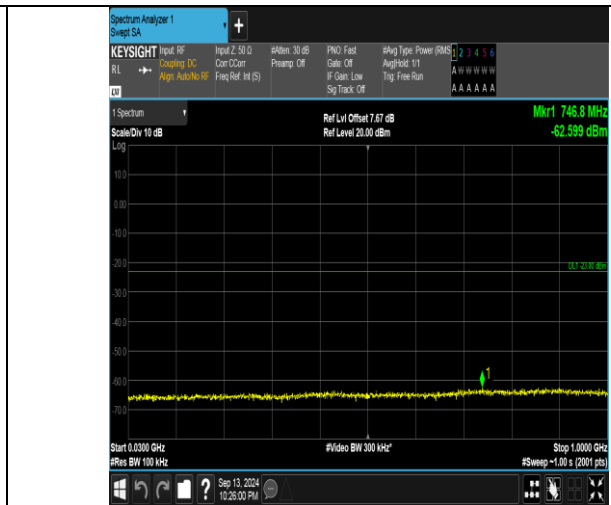 Spectrum Analyzer 1
Swept SA
+
KEYSIGHT
RL
LXI
Input: RF
Coupling: DC
Align: Auto/No RF
Input Z: 50 Ω
Corr CCorr
Freq Ref: Int (S)
#Atten: 30 dB
Preamp: Off
PNO: Fast
Gate: Off
IF Gain: Low
Sig Track: Off
#Avg Type: Power (RMS
Avg|Hold: 1/1
Trig: Free Run
1 2 3 4 5 6
A W W W W W
A A A A A A
1 Spectrum
Scale/Div 10 dB
Ref Lvl Offset 7.67 dB
Ref Level 20.00 dBm
Mkr1 746.8 MHz
-62.599 dBm
Log
10.0
0.00
-10.0
-20.0
DL1 -23.00 dBm
-30.0
-40.0
-50.0
1
-60.0
-70.0
Start 0.0300 GHz
#Res BW 100 kHz
#Video BW 300 kHz*
Stop 1.0000 GHz
#Sweep ~1.00 s (2001 pts)
?
Sep 13, 2024
10:26:00 PM